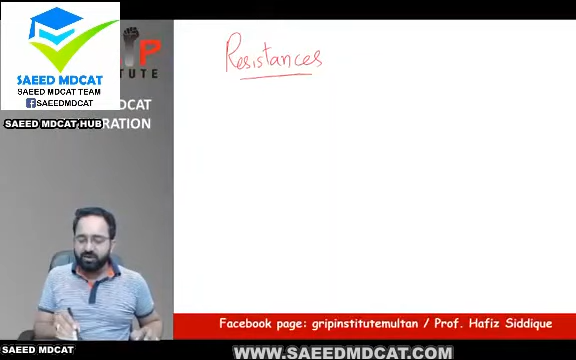 Resistances
SAEED MDCAT
SAEED MDCAT TEAM
SAEEDMDCAT
SAEED MDCAT HUB
Facebook page: gripinstitutemultan / Prof. Hafiz Siddique
SAEED MDCAT
WWW.SAEEDMDCAT.COM